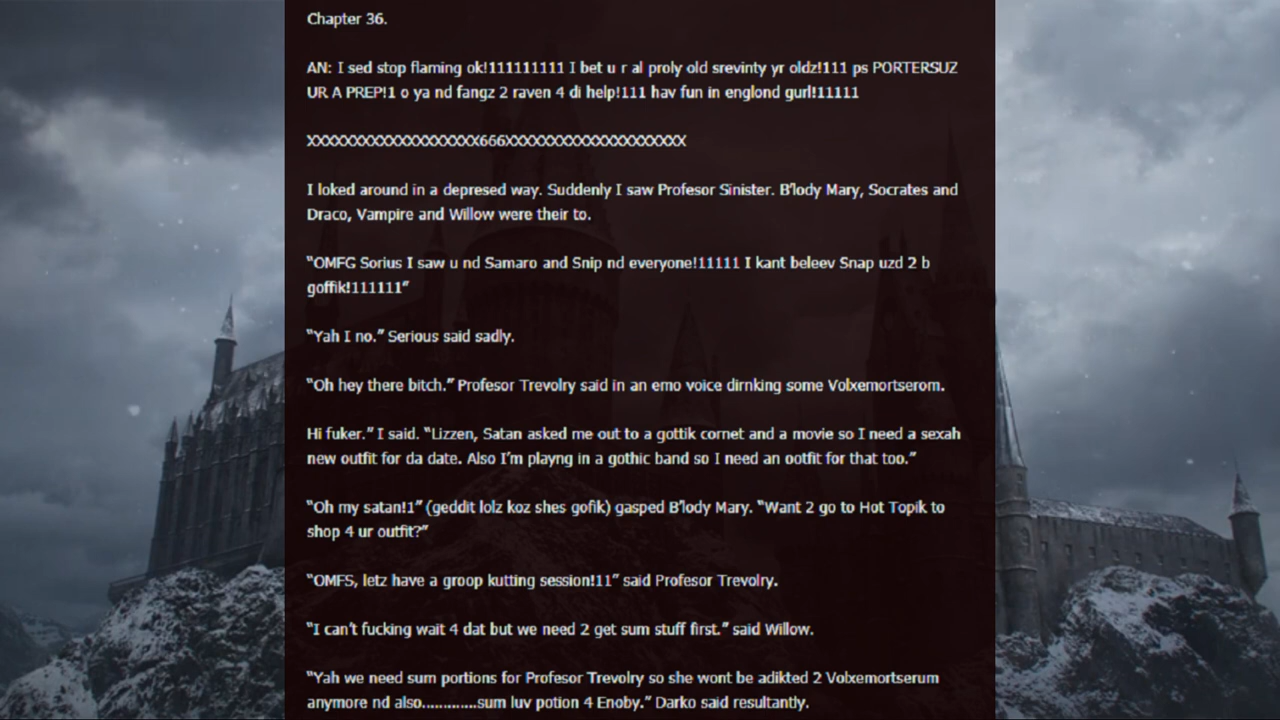 Chapter 36.
AN: I sed stop flaming ok!111111111 I bet u r al proly old srevinty yr oldz!111 ps PORTERSUZ
UR A PREP!1 o ya nd fangz 2 raven 4 di help!111 hav fun in englond gurl!11111
XXXXXXXXXXXXXXXXXXXX666XXXXXXXXXXXXXXXXXXXXX
I loked around in a depresed way. Suddenly I saw Profesor Sinister. B’lody Mary, Socrates and
Draco, Vampire and Willow were their to.
“OMFG Sorius I saw u nd Samaro and Snip nd everyone!11111 I kant beleev Snap uzd 2 b
goffik!111111”
“Yah I no.” Serious said sadly.
“Oh hey there bitch.” Profesor Trevolry said in an emo voice dirnking some Volxemortserom.
Hi fuker.” I said. “Lizzen, Satan asked me out to a gottik cornet and a movie so I need a sexah
new outfit for da date. Also I’m playng in a gothic band so I need an ootfit for that too.”
“Oh my satan!1” (geddit lolz koz shes gofik) gasped B’lody Mary. “Want 2 go to Hot Topik to
shop 4 ur outfit?”
“OMFS, letz have a groop kutting session!11” said Profesor Trevolry.
“I can’t fucking wait 4 dat but we need 2 get sum stuff first.” said Willow.
“Yah we need sum portions for Profesor Trevolry so she wont be adikted 2 Volxemortserum
anymore nd also.............sum luv potion 4 Enoby.” Darko said resultantly.